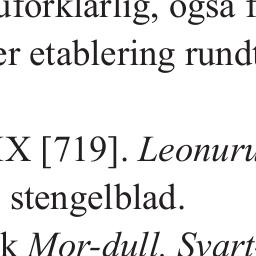 uforklarlig, også f
er etablering rundt
IX [719]. Leonuru
stengelblad.
k Mor-dull. Svart-